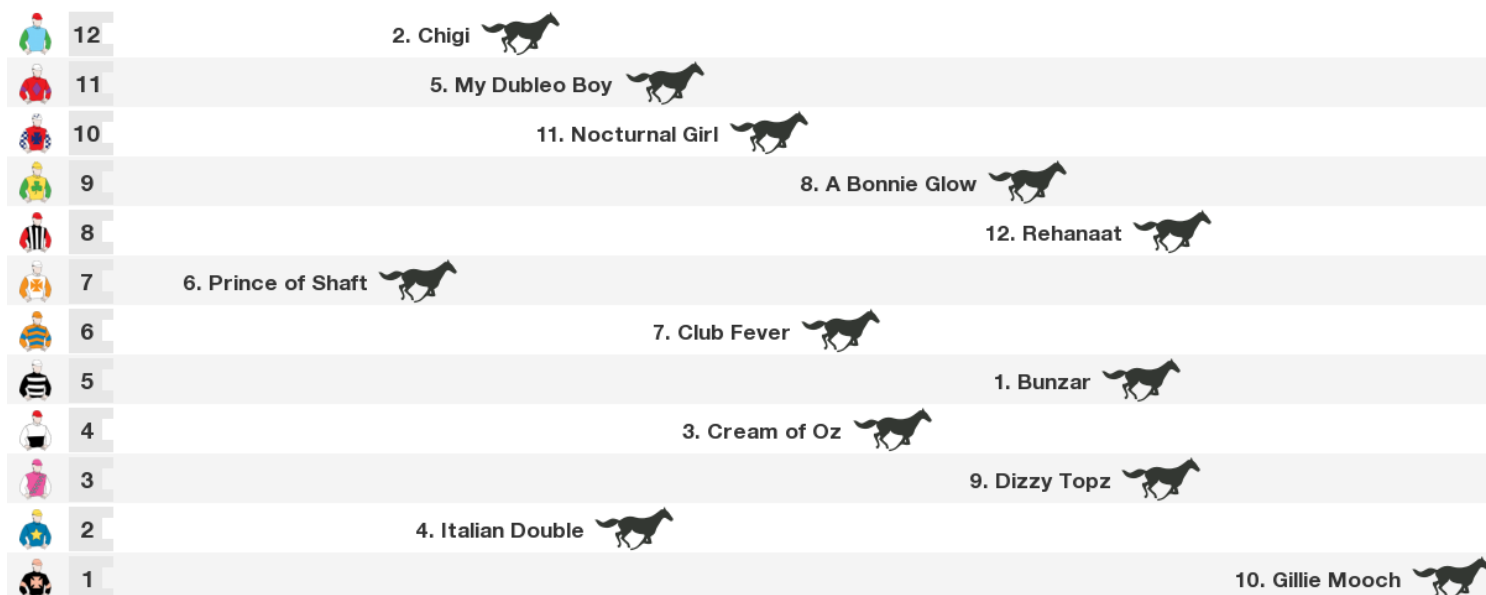 12 2. Chigi
11 5. My Dubleo Boy
10 11. Nocturnal Girl
9 8. A Bonnie Glow
8 12. Rehanaat
7 6. Prince of Shaft
6 7. Club Fever
5 1. Bunzar
4 3. Cream of Oz
3 9. Dizzy Topz
2 4. Italian Double
1 10. Gillie Mooch